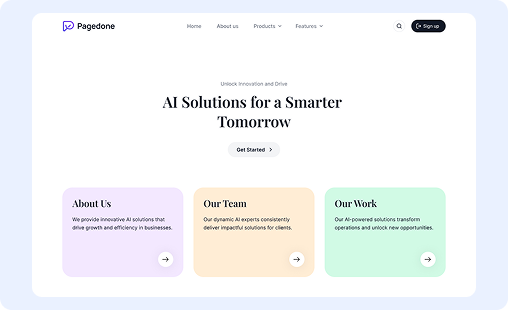 Pagedone
Home About us Products Features
Sign up
Unlock Innovation and Drive
AI Solutions for a Smarter
Tomorrow
Get Started
About Us
We provide innovative AI solutions that
drive growth and efficiency in businesses.
Our Team
Our dynamic AI experts consistently
deliver impactful solutions for clients.
Our Work
Our AI-powered solutions transform
operations and unlock new opportunities.